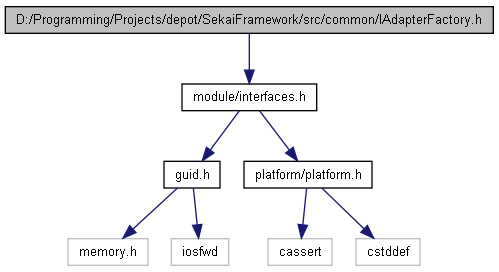 D:/Programming/Projects/depot/SekaiFramework/src/common/IAdapterFactory.h
module/interfaces.h
guid.h
platform/platform.h
memory.h
iosfwd
cassert
cstddef